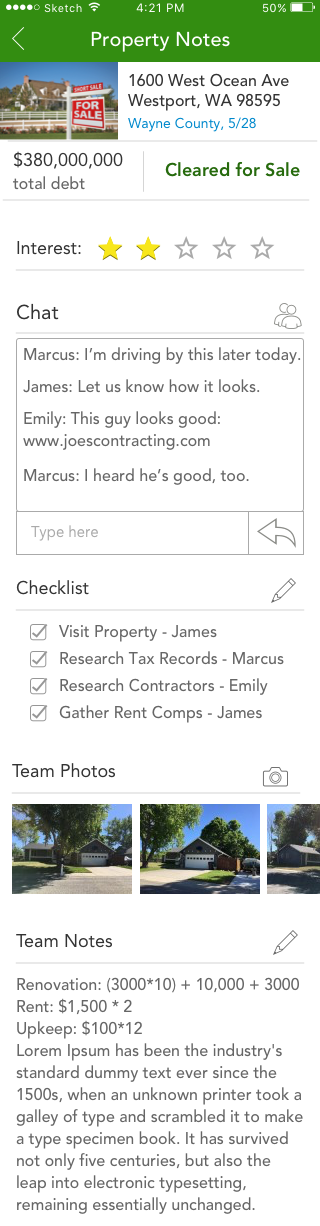 Sketch 4:21 PM 50%
Property Notes
SHORT SALE
FOR
SALE
1600 West Ocean Ave
Westport, WA 98595
Wayne County, 5/28
$380,000,000
total debt
Cleared for Sale
Interest:
Chat
Marcus: I’m driving by this later today.
James: Let us know how it looks.
Emily: This guy looks good:
www.joescontracting.com
Marcus: I heard he’s good, too.
Type here
Checklist
Visit Property - James
Research Tax Records - Marcus
Research Contractors - Emily
Gather Rent Comps - James
Team Photos
Team Notes
Renovation: (3000*10) + 10,000 + 3000
Rent: $1,500 * 2
Upkeep: $100*12
Lorem Ipsum has been the industry's
standard dummy text ever since the
1500s, when an unknown printer took a
galley of type and scrambled it to make
a type specimen book. It has survived
not only five centuries, but also the
leap into electronic typesetting,
remaining essentially unchanged.